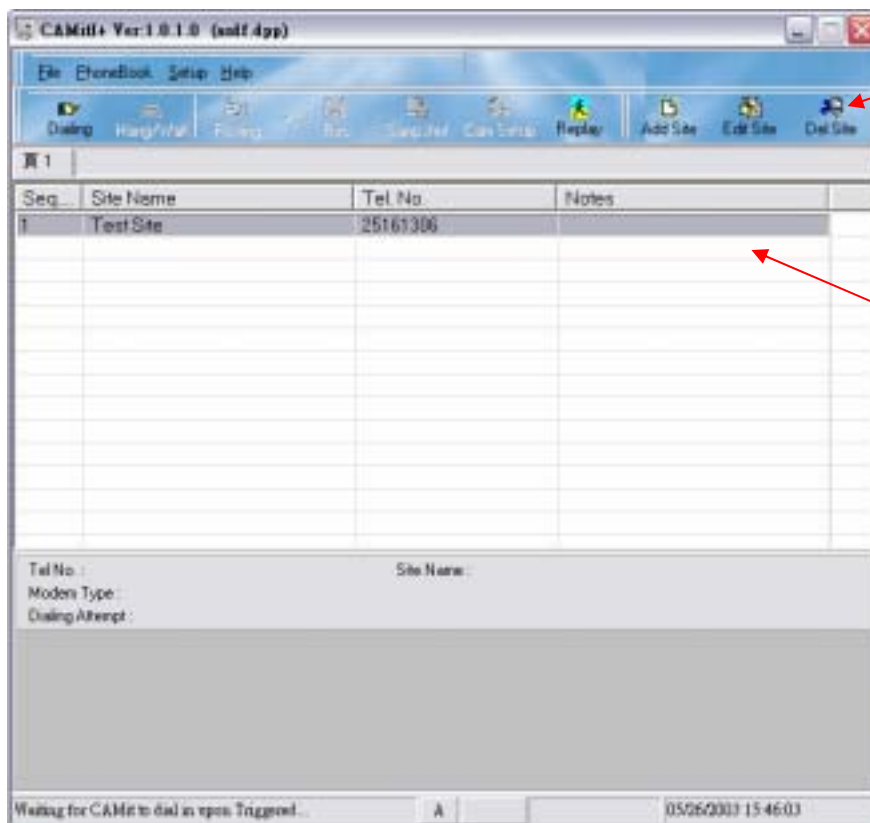 CAMitII+ Ver:1.0.1.0
File PhoneBook Setup Help
Dialing Replay Add Site Edit Site Del Site
頁 1
Seq... Site Name Tel. No. Notes
1 Test Site 25161306
Tel No. : Site Name :
Modem Type :
Dialing Attempt :
Waiting for CAMit to dial in upon Triggered... A 05/26/2003 15:46:03